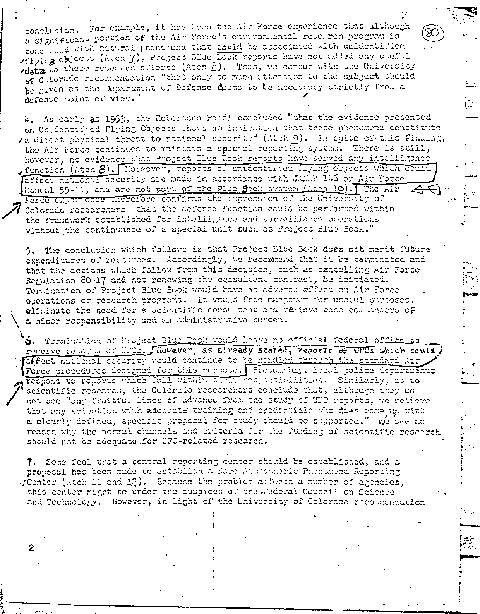 conclusion. For example, it has been the Air Force experience that although
a significant portion of the Air Force's environmental research program is
concerned with natural phenomena that could be associated with unidentified
flying objects (Atch 7), Project Blue Book reports have not added any useful
data to these research efforts (Atch 8). Thus, we concur with the University
of Colorado recommendation "that only so much attention to the subject should
be given as the Department of Defense deems to be necessary strictly from a
defense point of view."
4. As early as 1953, the Robertson Panel concluded "that the evidence presented
on Unidentified Flying Objects shows no indication that these phenomena constitute
a direct physical threat to national security" (Atch 9). In spite of this finding,
the Air Force continued to maintain a special reporting system. There is still,
however, no evidence that Project Blue Book reports have served any intelligence
function (Atch 8). Moreover, reports of unidentified flying objects which could
affect national security are made in accordance with JANAP 146 or Air Force
Manual 55-11, and are not part of the Blue Book system (Atch 10). The Air
Force experience therefore confirms the impression of the University of
Colorado researchers "that the defense function could be performed within
the framework established for intelligence and surveillance operations
without the continuance of a special unit such as Project Blue Book."
5. The conclusion which follows is that Project Blue Book does not merit future
expenditures of resources. Accordingly, we recommend that it be terminated and
that the actions which follow from this decision, such as cancelling Air Force
Regulation 80-17 and not renewing the consultant contract, be initiated.
Termination of Project Blue Book would have no adverse effect on Air Force
operations or research programs. It would free manpower for useful purposes,
eliminate the need for a scientific consultant and relieve base commanders of
a minor responsibility and an administrative burden.
6. Termination of Project Blue Book would leave no official federal office to
receive reports of UFOs. However, as already stated, reports of UFOs which could
affect national security would continue to be handled through the standard Air
Force procedures designed for this purpose. Presumably, local police departments
respond to reports which fall within their responsibilities. Similarly, as to
scientific research, the Colorado researchers conclude that, although they do
not see "any fruitful lines of advance from the study of UFO reports, we believe
that any scientist with adequate training and credentials who does come up with
a clearly defined, specific proposal for study should be supported." We see no
reason why the normal channels and criteria for the funding of scientific research
should not be adequate for UFO-related research.
7. Some feel that a central reporting center should be established, and a
proposal has been made to establish a Rare Atmospheric Phenomena Reporting
Center (Atch 11 and 12). Because the problem affects a number of agencies,
this center might be under the auspices of the Federal Council on Science
and Technology. However, in light of the University of Colorado recommendation
2